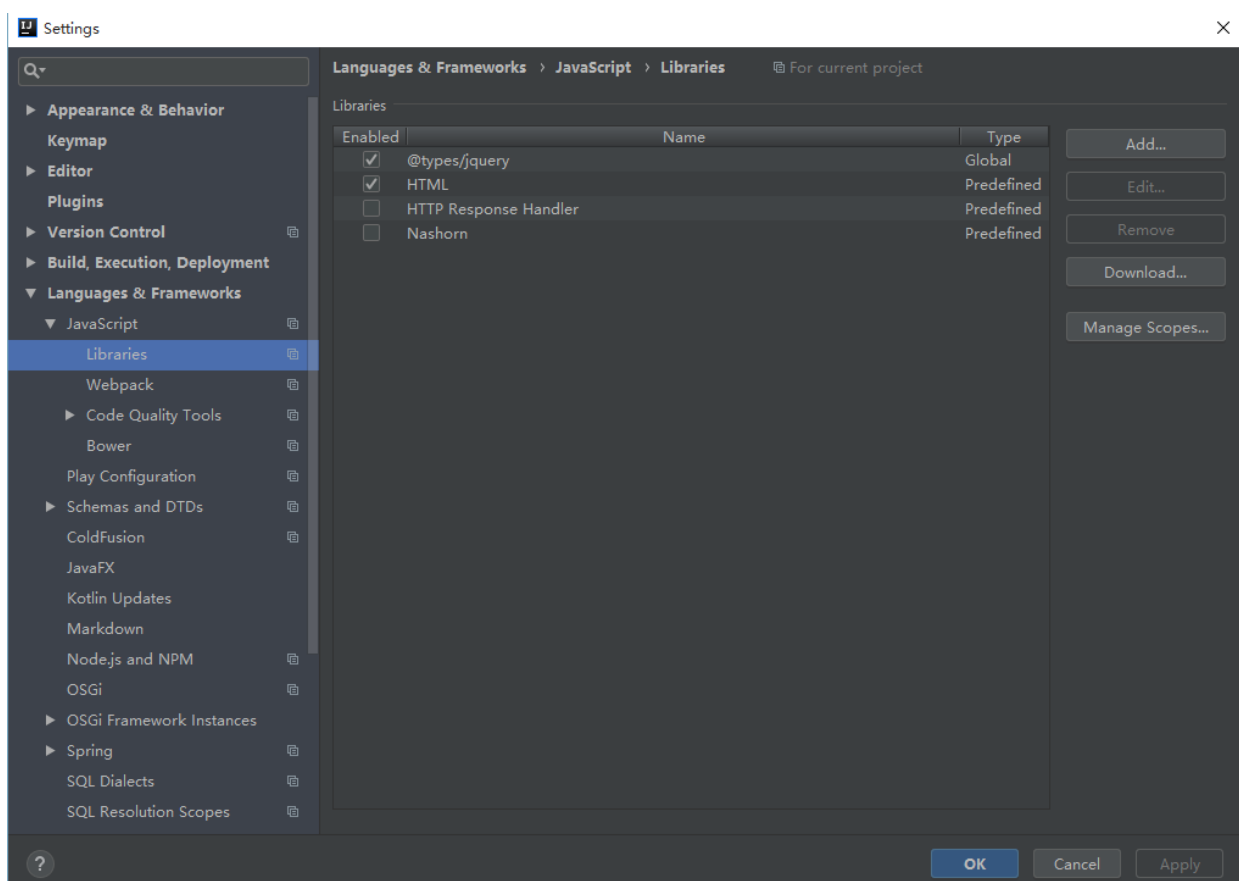 IJ Settings
Languages & Frameworks › JavaScript › Libraries For current project
Appearance & Behavior
Keymap
Editor
Plugins
Version Control
Build, Execution, Deployment
Languages & Frameworks
JavaScript
Libraries
Webpack
Code Quality Tools
Bower
Play Configuration
Schemas and DTDs
ColdFusion
JavaFX
Kotlin Updates
Markdown
Node.js and NPM
OSGi
OSGi Framework Instances
Spring
SQL Dialects
SQL Resolution Scopes
Libraries
Enabled Name Type
@types/jquery Global
HTML Predefined
HTTP Response Handler Predefined
Nashorn Predefined
Add...
Edit...
Remove
Download...
Manage Scopes...
?
OK Cancel Apply